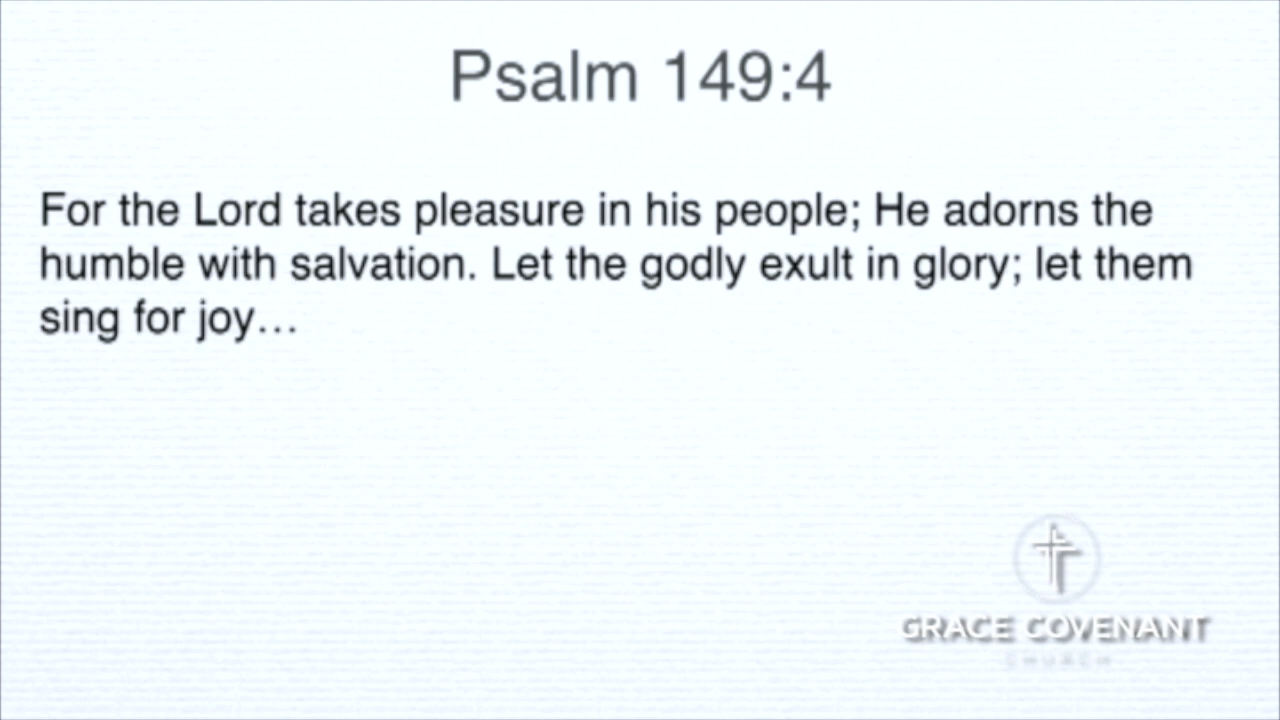 Psalm 149:4
For the Lord takes pleasure in his people; He adorns the
humble with salvation. Let the godly exult in glory; let them
sing for joy…
GRACE COVENANT
CHURCH